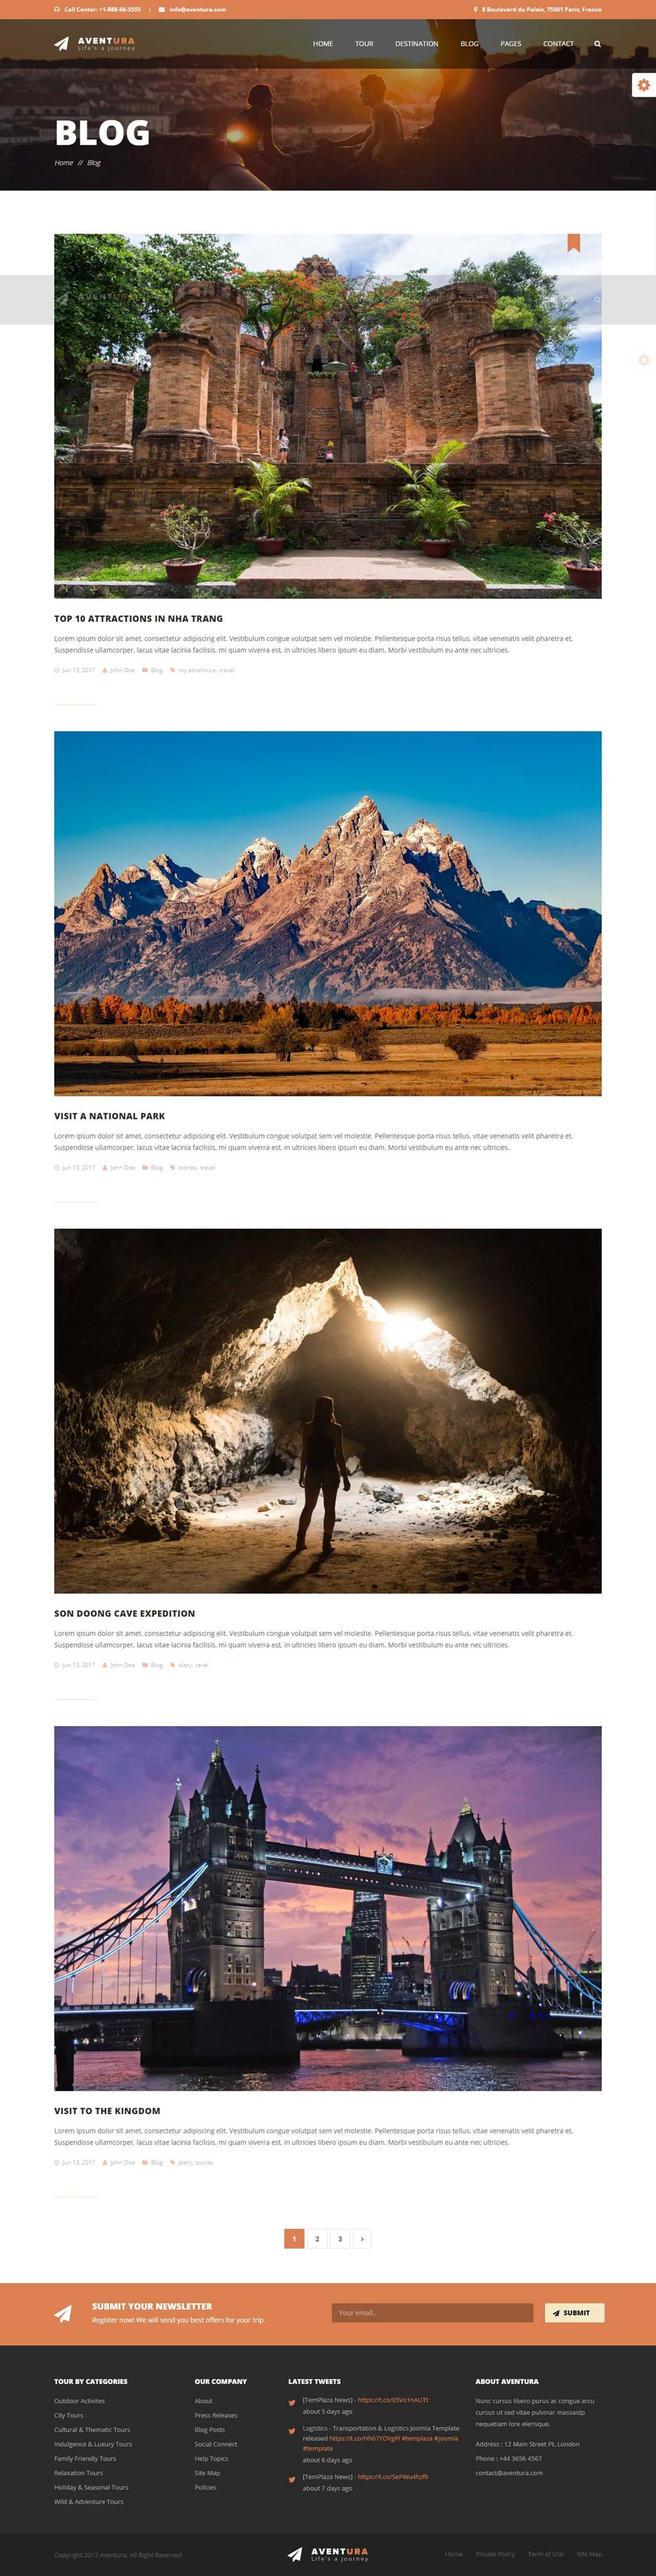 Call Center: +1-888-66-5555 | info@aventura.com
8 Boulevard du Palais, 75001 Paris, France
AVENTURA
Life's a journey
HOME TOUR DESTINATION BLOG PAGES CONTACT
BLOG
Home // Blog
TOP 10 ATTRACTIONS IN NHA TRANG
Lorem ipsum dolor sit amet, consectetur adipiscing elit. Vestibulum congue volutpat sem vel molestie. Pellentesque porta risus tellus, vitae venenatis velit pharetra et.
Suspendisse ullamcorper, lacus vitae lacinia facilisis, mi quam viverra est, in ultricies libero ipsum eu diam. Morbi vestibulum eu ante nec ultricies.
Jun 13, 2017 John Doe Blog my adventure, travel
VISIT A NATIONAL PARK
Lorem ipsum dolor sit amet, consectetur adipiscing elit. Vestibulum congue volutpat sem vel molestie. Pellentesque porta risus tellus, vitae venenatis velit pharetra et.
Suspendisse ullamcorper, lacus vitae lacinia facilisis, mi quam viverra est, in ultricies libero ipsum eu diam. Morbi vestibulum eu ante nec ultricies.
Jun 13, 2017 John Doe Blog stories, travel
SON DOONG CAVE EXPEDITION
Lorem ipsum dolor sit amet, consectetur adipiscing elit. Vestibulum congue volutpat sem vel molestie. Pellentesque porta risus tellus, vitae venenatis velit pharetra et.
Suspendisse ullamcorper, lacus vitae lacinia facilisis, mi quam viverra est, in ultricies libero ipsum eu diam. Morbi vestibulum eu ante nec ultricies.
Jun 13, 2017 John Doe Blog diary, ravel
VISIT TO THE KINGDOM
Lorem ipsum dolor sit amet, consectetur adipiscing elit. Vestibulum congue volutpat sem vel molestie. Pellentesque porta risus tellus, vitae venenatis velit pharetra et.
Suspendisse ullamcorper, lacus vitae lacinia facilisis, mi quam viverra est, in ultricies libero ipsum eu diam. Morbi vestibulum eu ante nec ultricies.
Jun 13, 2017 John Doe Blog diary, stories
1 2 3 ›
SUBMIT YOUR NEWSLETTER
Register now! We will send you best offers for your trip.
Your email..
SUBMIT
TOUR BY CATEGORIES
Outdoor Activites
City Tours
Cultural & Thematic Tours
Indulgence & Luxury Tours
Family Friendly Tours
Relaxation Tours
Holiday & Seasonal Tours
Wild & Adventure Tours
OUR COMPANY
About
Press Releases
Blog Posts
Social Connect
Help Topics
Site Map
Policies
LATEST TWEETS
[TemPlaza News] - https://t.co/05Vo1nAUTt
about 5 days ago
Logistics - Transportation & Logistics Joomla Template
released https://t.co/Hh67YOVgPI #templaza #joomla
#template
about 6 days ago
[TemPlaza News] - https://t.co/SePWu4hzf6
about 7 days ago
ABOUT AVENTURA
Nunc cursus libero purus ac congue arcu
cursus ut sed vitae pulvinar massaidp
nequetiam lore elerisque.
Address : 12 Main Street Pt, London
Phone : +44 3656 4567
contact@aventura.com
Copyright 2017 Aventura. All Right Reserved
AVENTURA
Life's a journey
Home Private Policy Term of Use Site Map